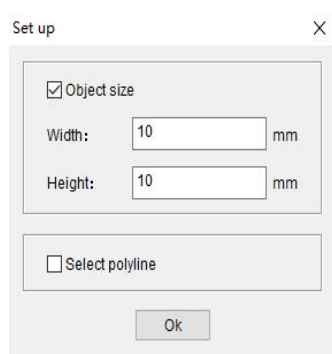 Set up
Object size
Width: 10 mm
Height: 10 mm
Select polyline
Ok